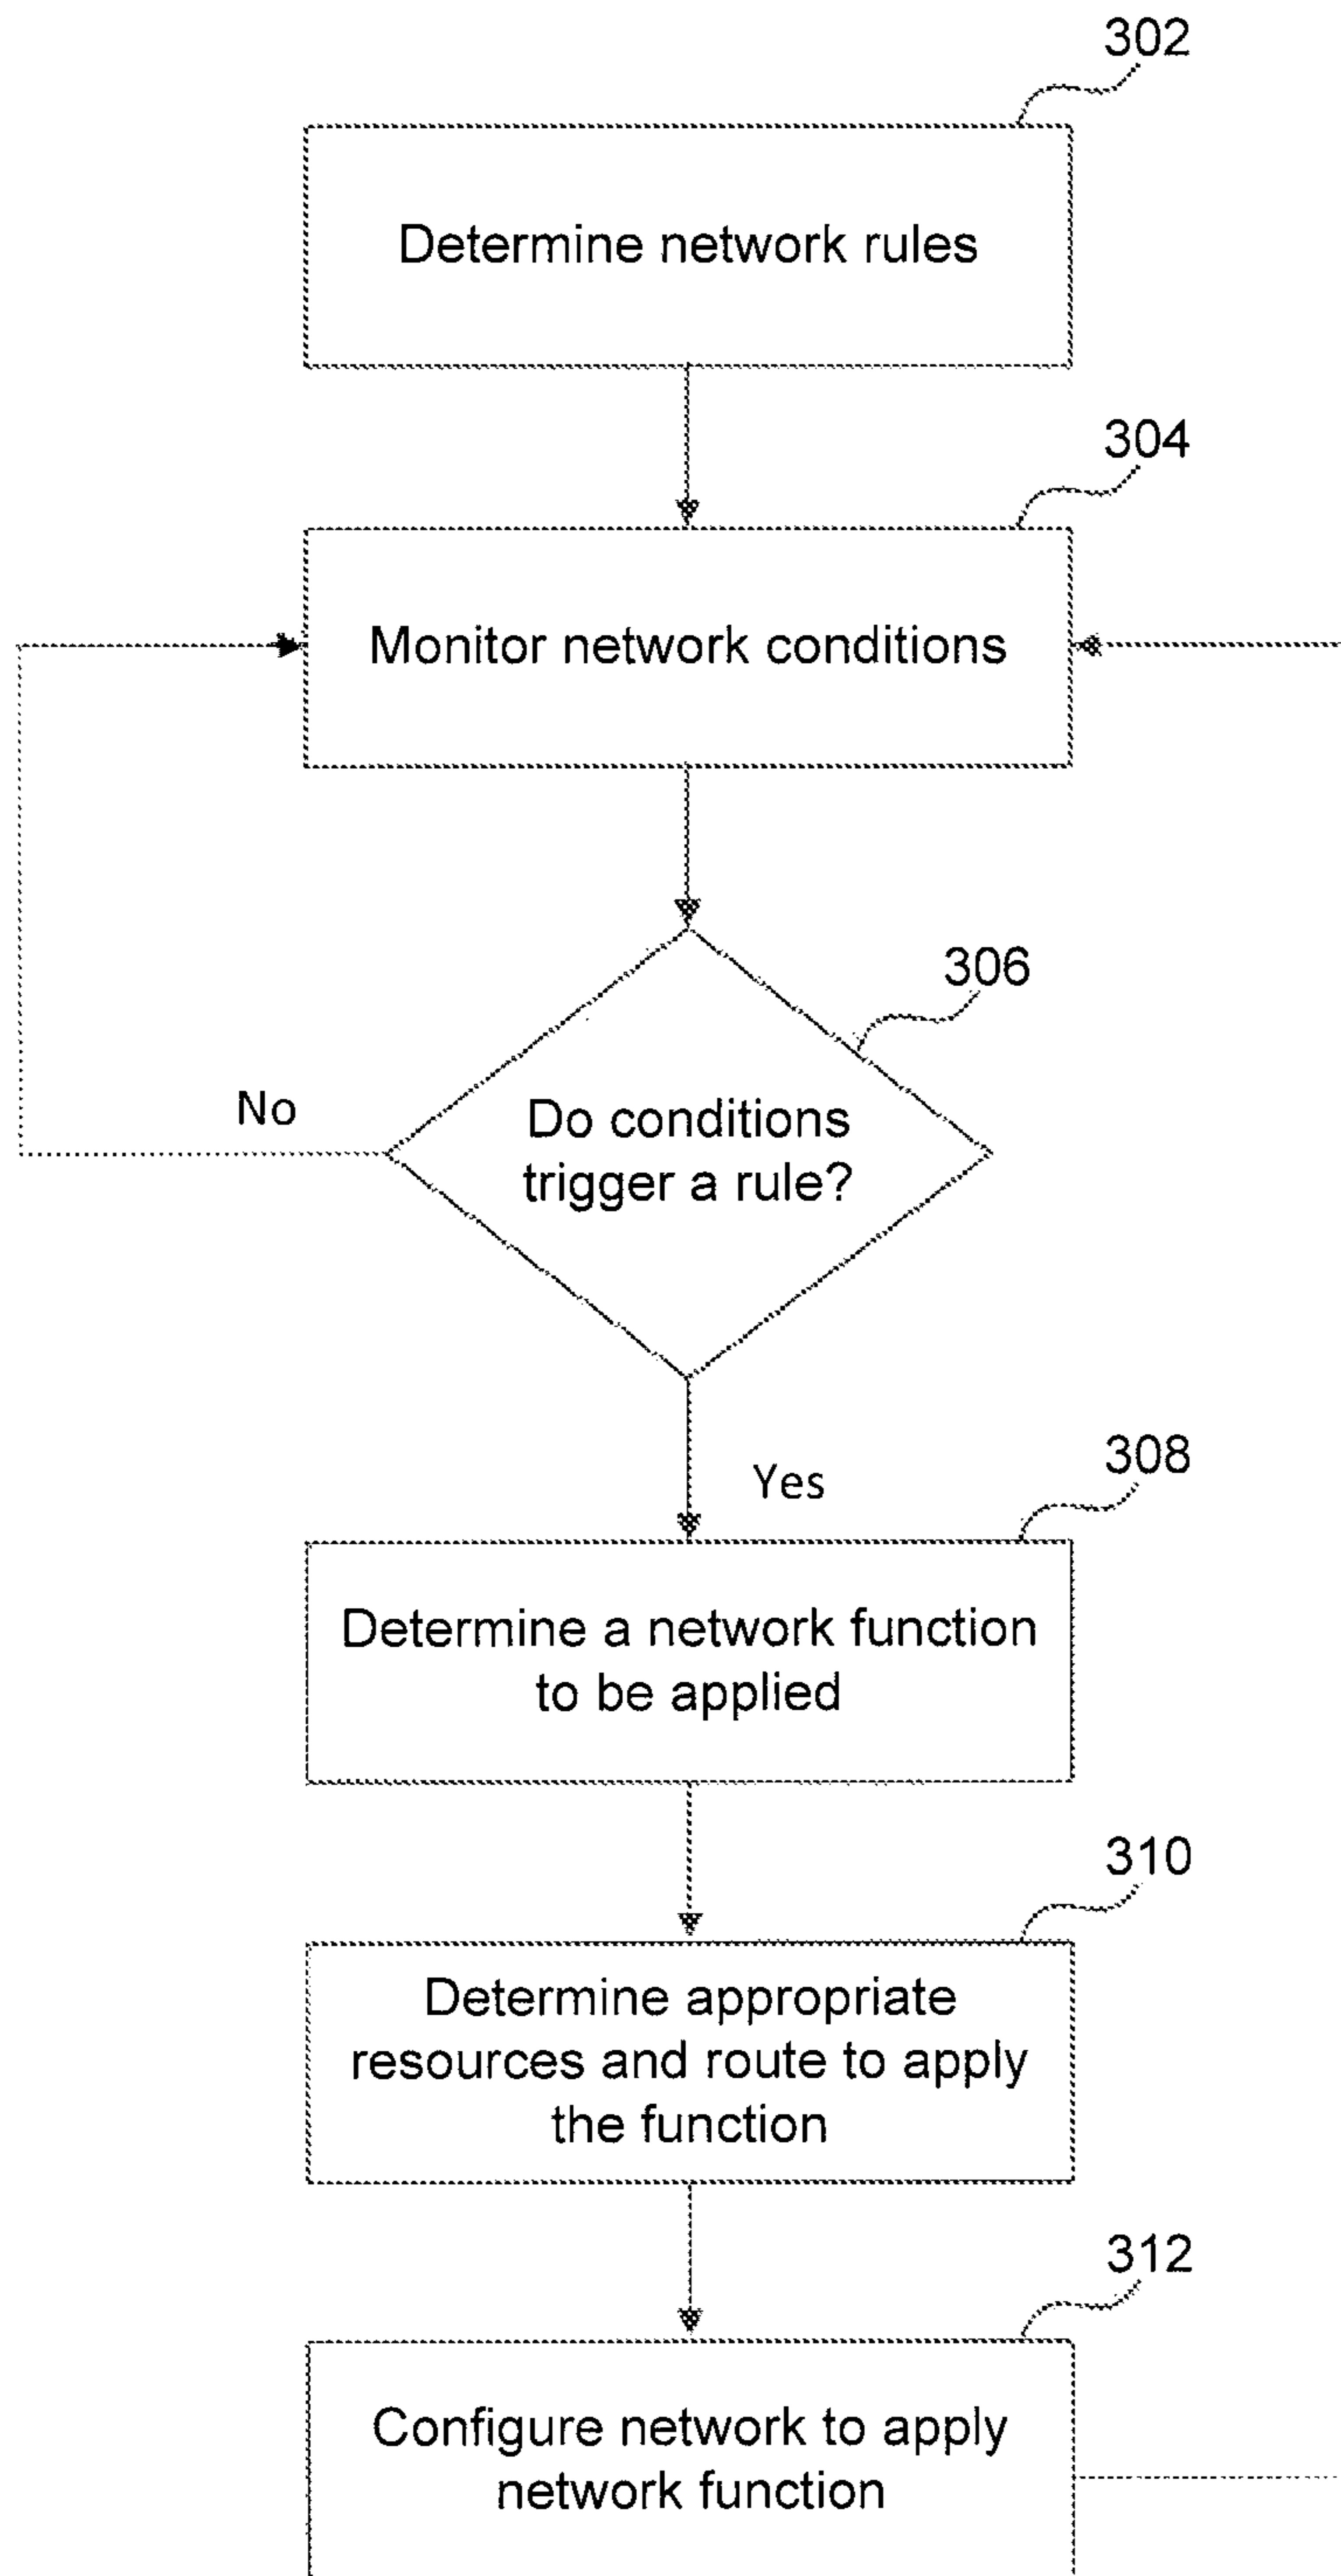 302
Determine network rules
304
Monitor network conditions
306
No
Do conditions
trigger a rule?
Yes
308
Determine a network function
to be applied
310
Determine appropriate
resources and route to apply
the function
312
Configure network to apply
network function